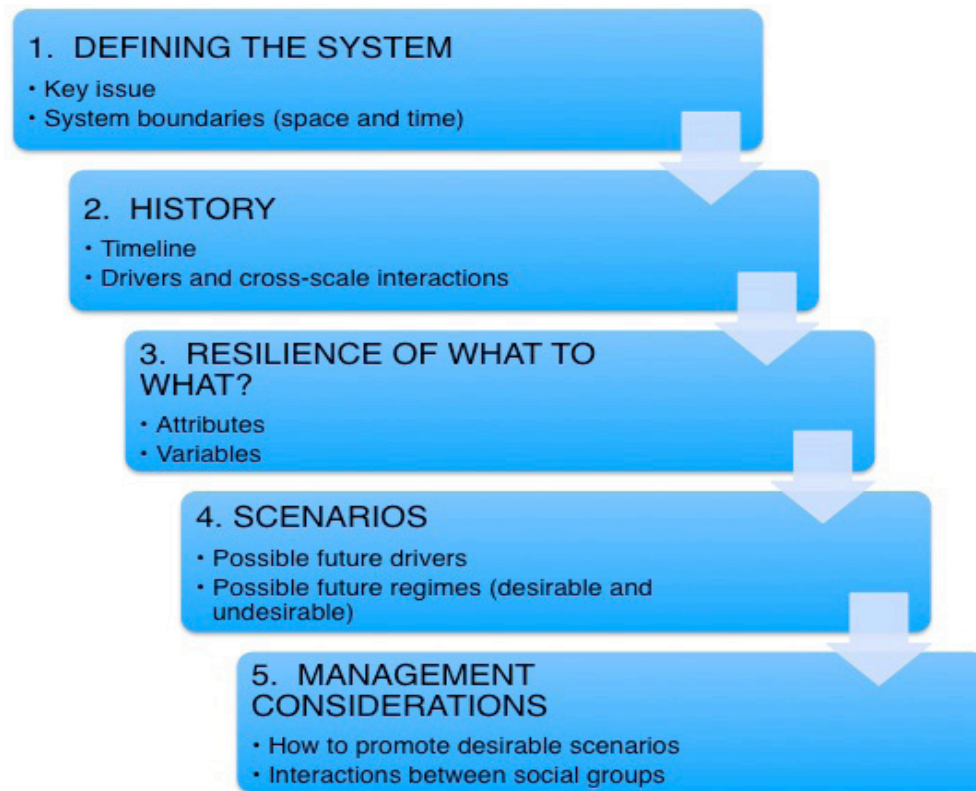 1. DEFINING THE SYSTEM
• Key issue
• System boundaries (space and time)
2. HISTORY
• Timeline
• Drivers and cross-scale interactions
3. RESILIENCE OF WHAT TO
WHAT?
• Attributes
• Variables
4. SCENARIOS
• Possible future drivers
• Possible future regimes (desirable and
undesirable)
5. MANAGEMENT
CONSIDERATIONS
• How to promote desirable scenarios
• Interactions between social groups